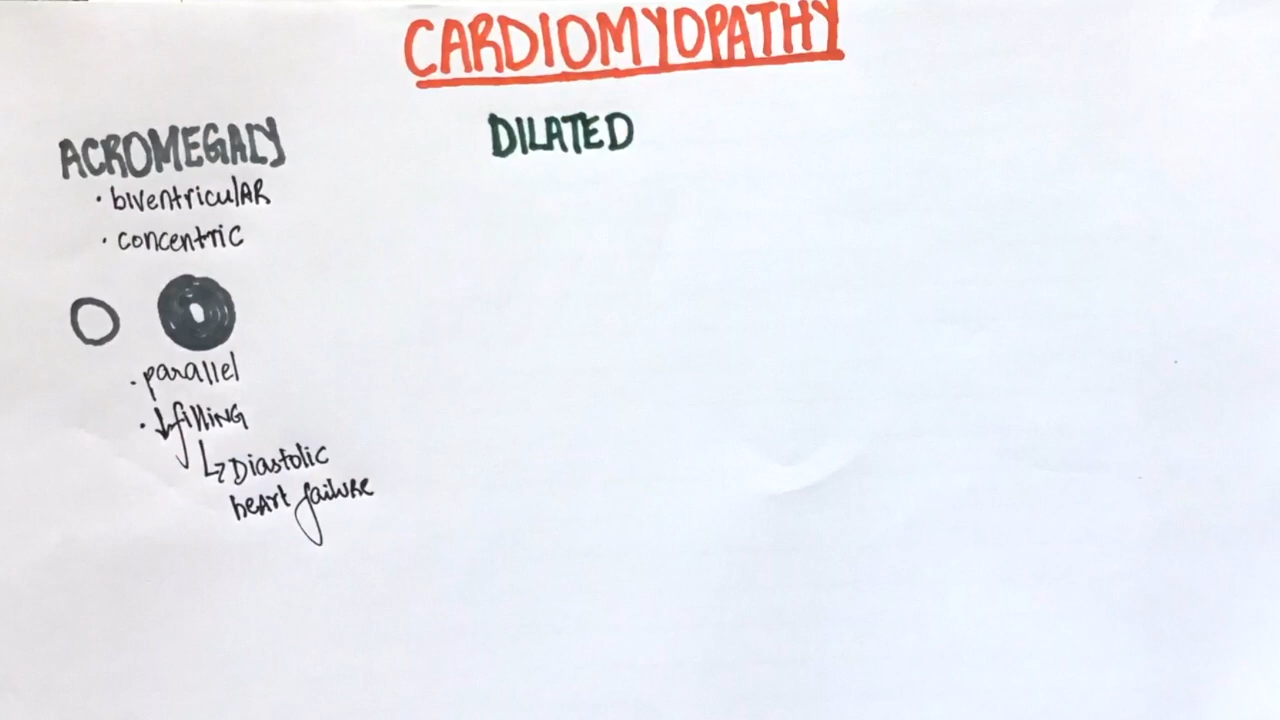 CARDIOMYOPATHY
ACROMEGALY
• biventriculAR
• concentric
• parallel
• ↓filliNG
↳ Diastolic
heArt failuRe
DILATED